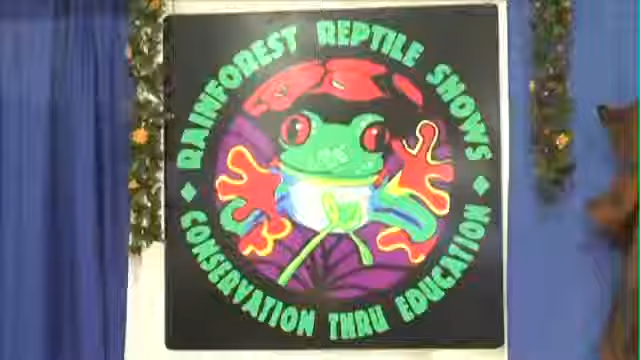 RAINFOREST REPTILE SHOWS
CONSERVATION THRU EDUCATION